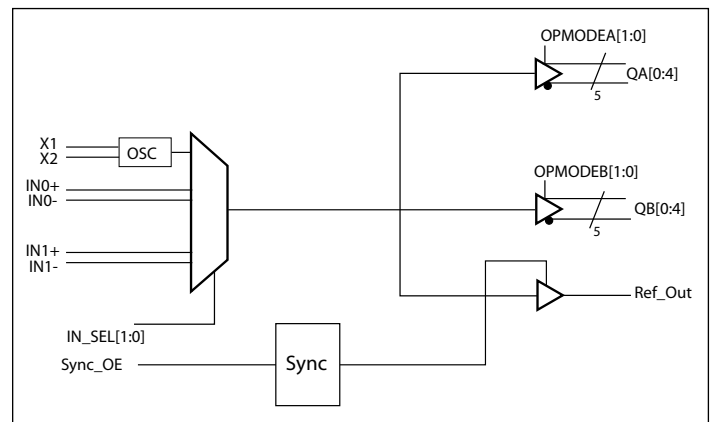 OPMODEA[1:0]
QA[0:4]
5
X1
X2
OSC
IN0+
IN0-
OPMODEB[1:0]
QB[0:4]
5
IN1+
IN1-
Ref_Out
IN_SEL[1:0]
Sync_OE
Sync